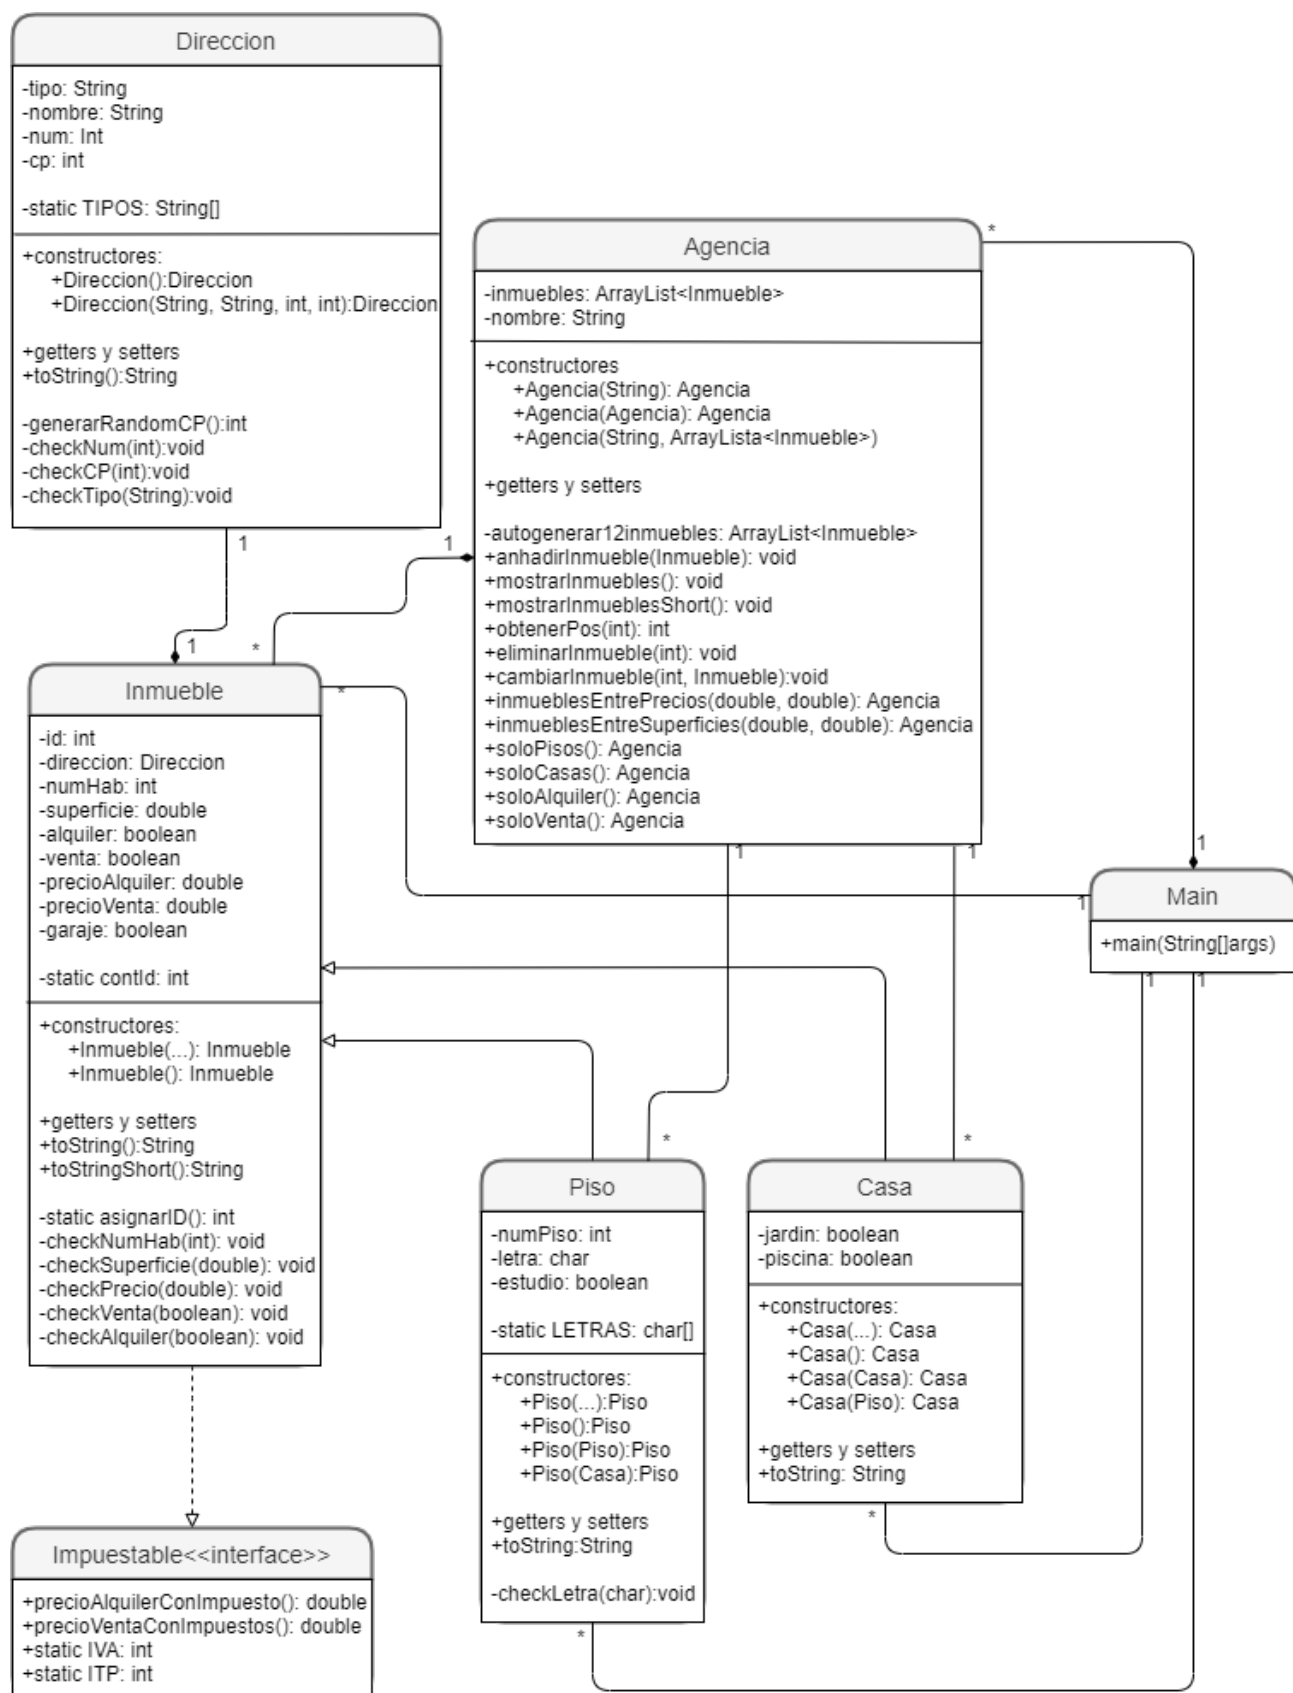 Direccion
-tipo: String
-nombre: String
-num: Int
-cp: int
-static TIPOS: String[]
+constructores:
+Direccion():Direccion
+Direccion(String, String, int, int):Direccion
+getters y setters
+toString():String
-generarRandomCP():int
-checkNum(int):void
-checkCP(int):void
-checkTipo(String):void
1
1
Agencia
-inmuebles: ArrayList<Inmueble>
-nombre: String
+constructores
+Agencia(String): Agencia
+Agencia(Agencia): Agencia
+Agencia(String, ArrayLista<Inmueble>)
+getters y setters
-autogenerar12inmuebles: ArrayList<Inmueble>
+anhadirInmueble(Inmueble): void
+mostrarInmuebles(): void
+mostrarInmueblesShort(): void
+obtenerPos(int): int
+eliminarInmueble(int): void
+cambiarInmueble(int, Inmueble):void
+inmueblesEntrePrecios(double, double): Agencia
+inmueblesEntreSuperficies(double, double): Agencia
+soloPisos(): Agencia
+soloCasas(): Agencia
+soloAlquiler(): Agencia
+soloVenta(): Agencia
*
1
1
*
*
1
1
1
Main
+main(String[]args)
1
1
Inmueble
-id: int
-direccion: Direccion
-numHab: int
-superficie: double
-alquiler: boolean
-venta: boolean
-precioAlquiler: double
-precioVenta: double
-garaje: boolean
-static contId: int
+constructores:
+Inmueble(...): Inmueble
+Inmueble(): Inmueble
+getters y setters
+toString():String
+toStringShort():String
-static asignarID(): int
-checkNumHab(int): void
-checkSuperficie(double): void
-checkPrecio(double): void
-checkVenta(boolean): void
-checkAlquiler(boolean): void
*
*
Piso
-numPiso: int
-letra: char
-estudio: boolean
-static LETRAS: char[]
+constructores:
+Piso(...):Piso
+Piso():Piso
+Piso(Piso):Piso
+Piso(Casa):Piso
+getters y setters
+toString:String
-checkLetra(char):void
*
Casa
-jardin: boolean
-piscina: boolean
+constructores:
+Casa(...): Casa
+Casa(): Casa
+Casa(Casa): Casa
+Casa(Piso): Casa
+getters y setters
+toString: String
*
Impuestable<<interface>>
+precioAlquilerConImpuesto(): double
+precioVentaConImpuestos(): double
+static IVA: int
+static ITP: int